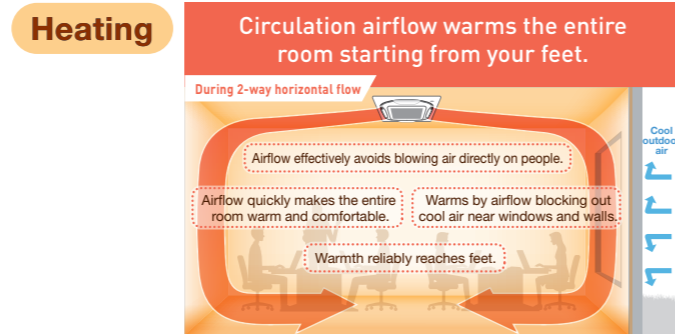 Heating
Circulation airflow warms the entire
room starting from your feet.
During 2-way horizontal flow
Cool
outdoor
air
Airflow effectively avoids blowing air directly on people.
Airflow quickly makes the entire
room warm and comfortable.
Warms by airflow blocking out
cool air near windows and walls.
Warmth reliably reaches feet.